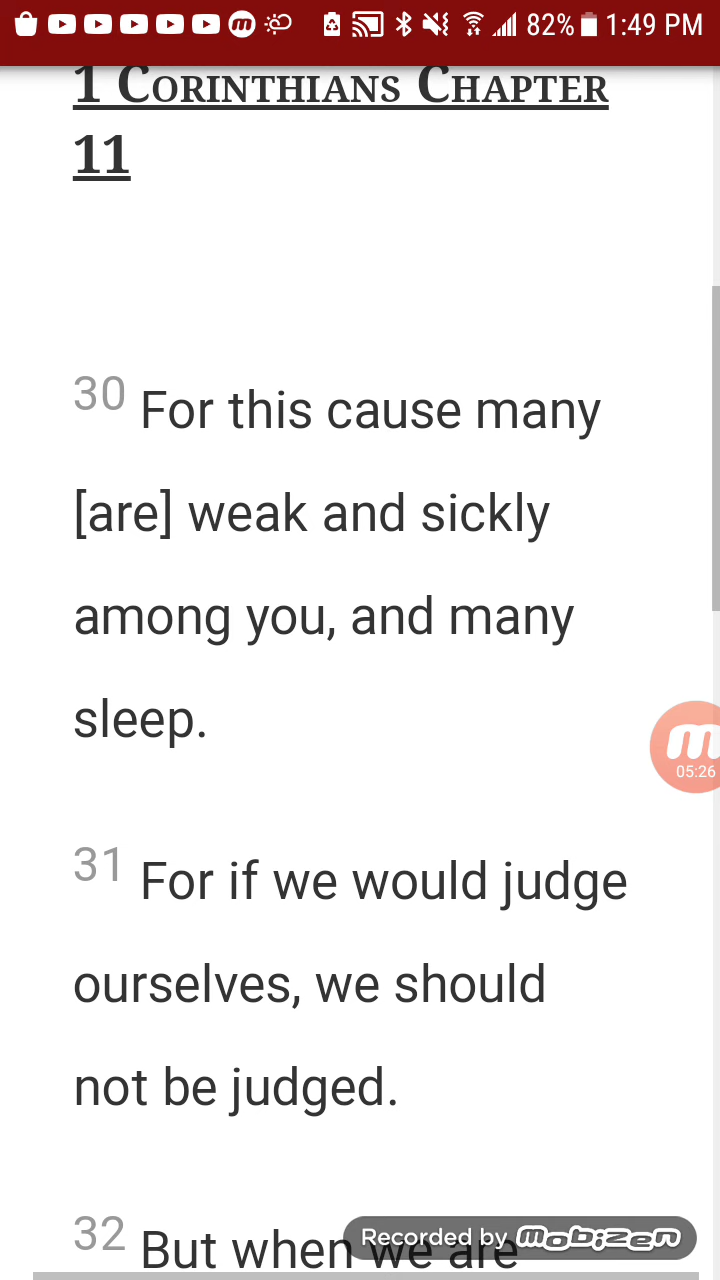 82% 1:49 PM
1 Corinthians Chapter
11
30 For this cause many
[are] weak and sickly
among you, and many
sleep.
m
05:26
31 For if we would judge
ourselves, we should
not be judged.
32 But when we are
Recorded by mobizen